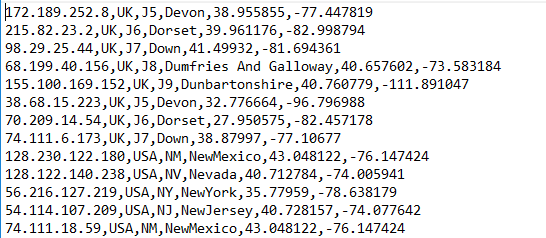 172.189.252.8,UK,J5,Devon,38.955855,-77.447819
215.82.23.2,UK,J6,Dorset,39.961176,-82.998794
98.29.25.44,UK,J7,Down,41.49932,-81.694361
68.199.40.156,UK,J8,Dumfries And Galloway,40.657602,-73.583184
155.100.169.152,UK,J9,Dunbartonshire,40.760779,-111.891047
38.68.15.223,UK,J5,Devon,32.776664,-96.796988
70.209.14.54,UK,J6,Dorset,27.950575,-82.457178
74.111.6.173,UK,J7,Down,38.87997,-77.10677
128.230.122.180,USA,NM,NewMexico,43.048122,-76.147424
128.122.140.238,USA,NV,Nevada,40.712784,-74.005941
56.216.127.219,USA,NY,NewYork,35.77959,-78.638179
54.114.107.209,USA,NJ,NewJersey,40.728157,-74.077642
74.111.18.59,USA,NM,NewMexico,43.048122,-76.147424